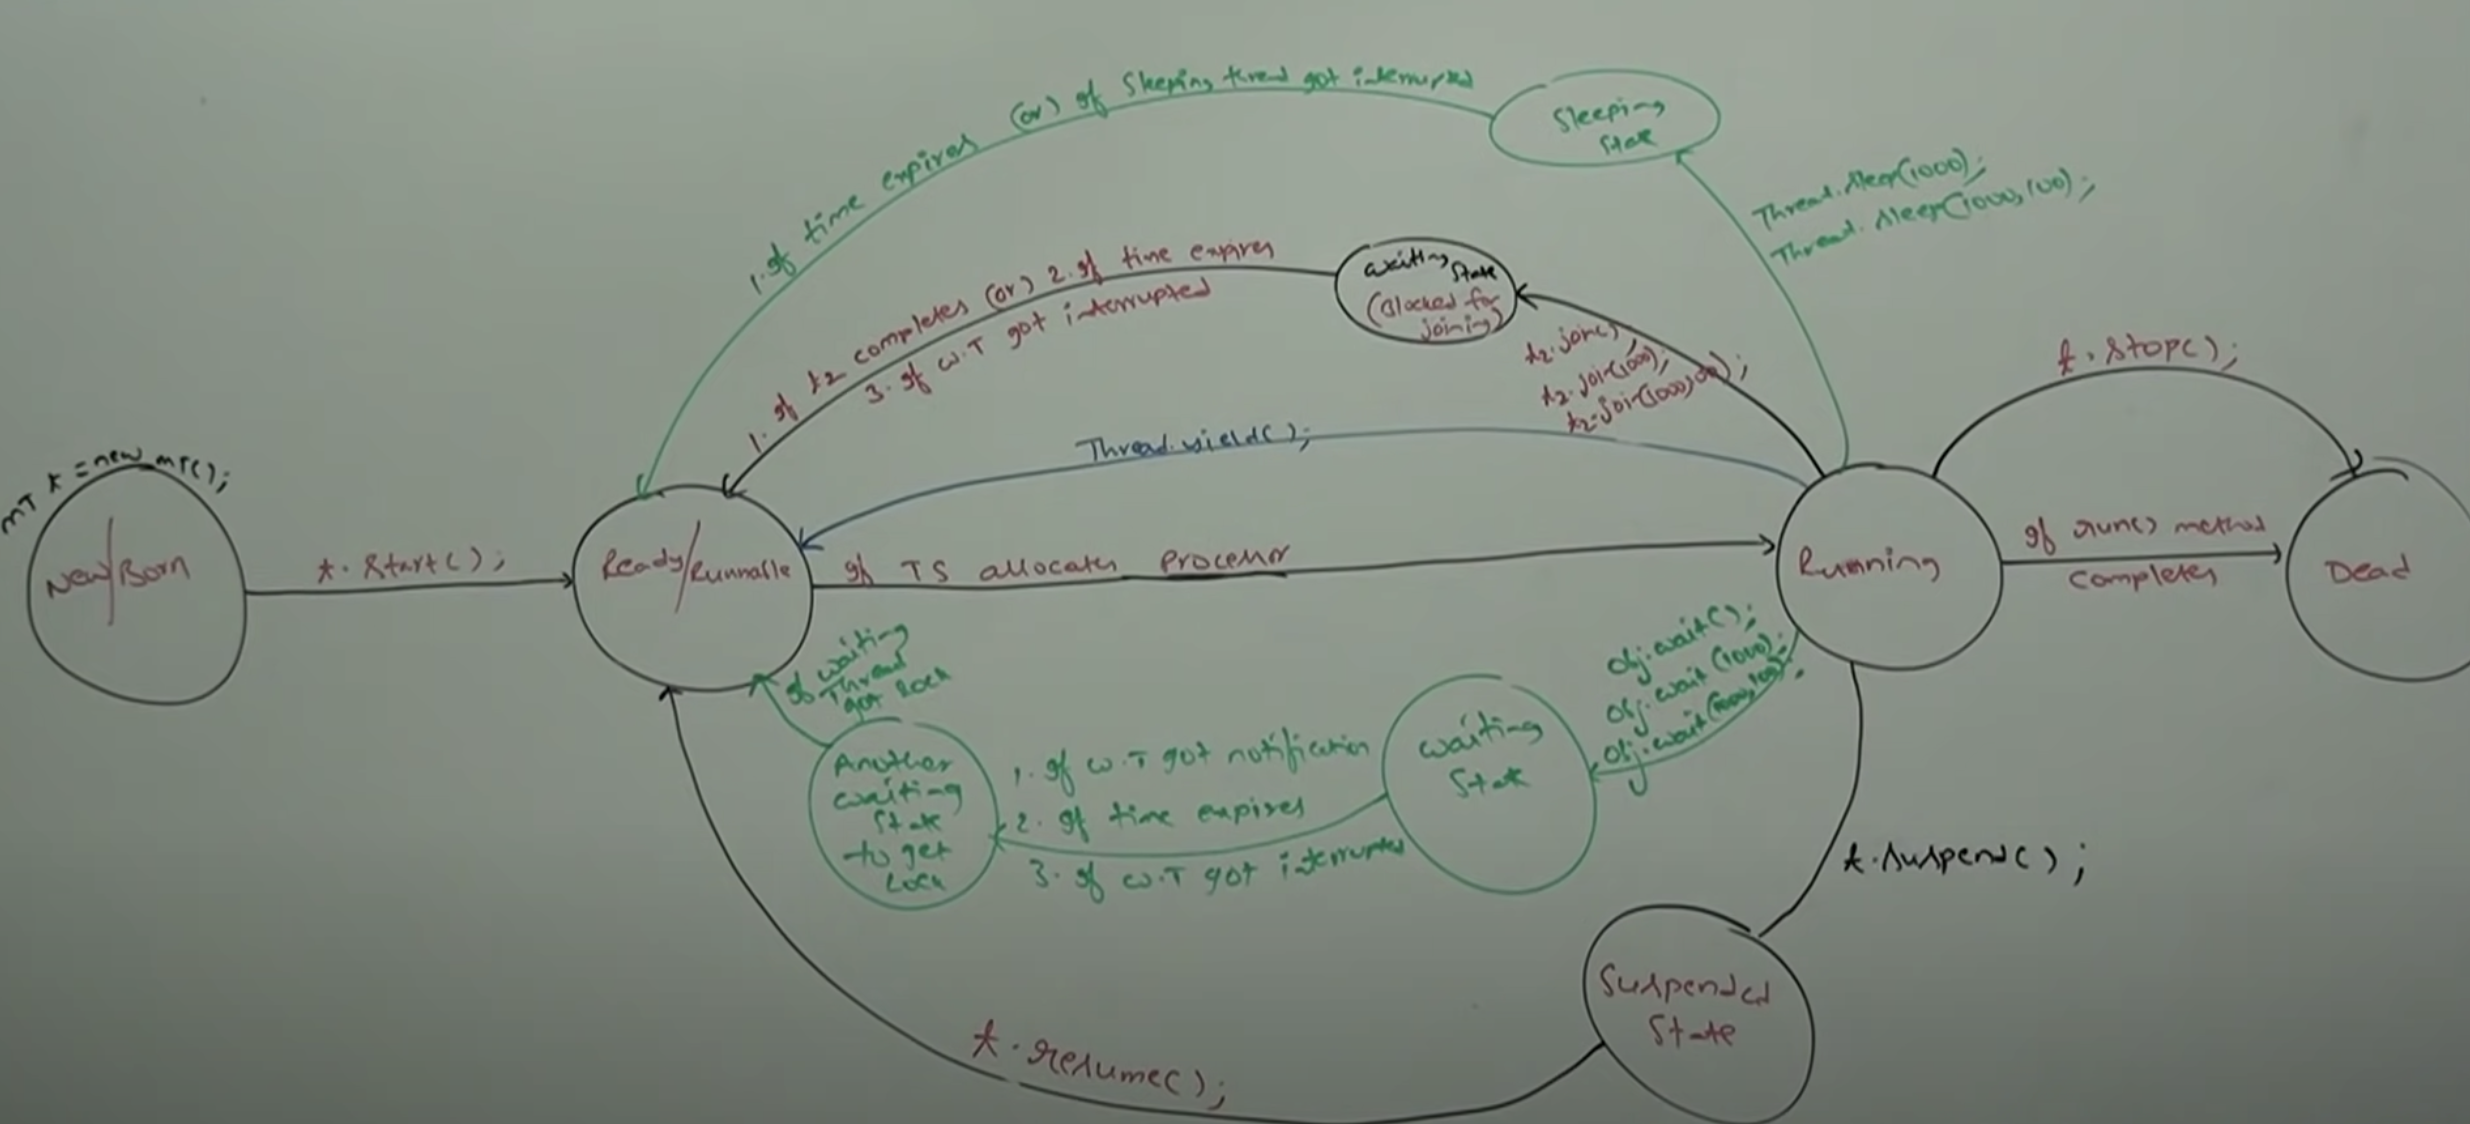 1. If time expires (or) if Sleeping thread got interrupted
Sleeping
State
Thread.sleep(1000);
Thread.sleep(1000,100);
1. If t2 completes (or) 2. If time expires
3. If W.T got interrupted
waiting State
(Blocked for
joining)
t2.join();
t2.join(1000);
t2.join(1000,100);
t.stop();
Thread.yield();
MT t = new MT();
New/Born
t.start();
Ready/Runnable
If TS allocates Processor
Running
If run() method
completes
Dead
If waiting
Thread
got lock
obj.wait();
obj.wait(1000);
obj.wait(1000,100);
Another
waiting
State
to get
Lock
1. If W.T got notification
2. If time expires
3. If W.T got interrupted
waiting
State
t.suspend();
Suspended
State
t.resume();